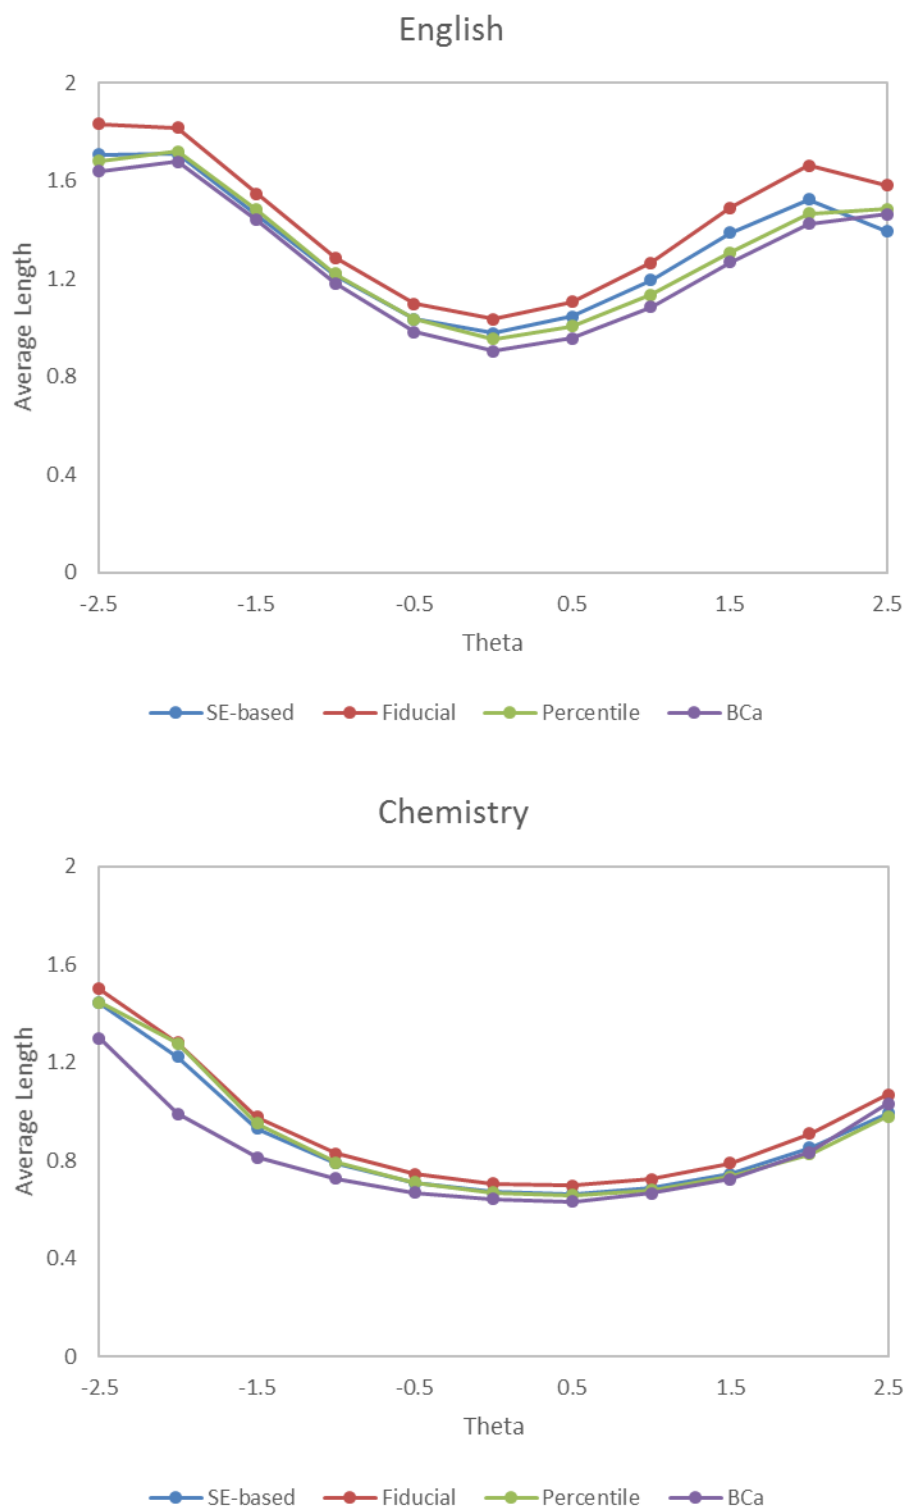 English
2
1.6
1.2
0.8
0.4
0
Average Length
-2.5 -1.5 -0.5 0.5 1.5 2.5
Theta
SE-based Fiducial Percentile BCa
Chemistry
2
1.6
1.2
0.8
0.4
0
Average Length
-2.5 -1.5 -0.5 0.5 1.5 2.5
Theta
SE-based Fiducial Percentile BCa